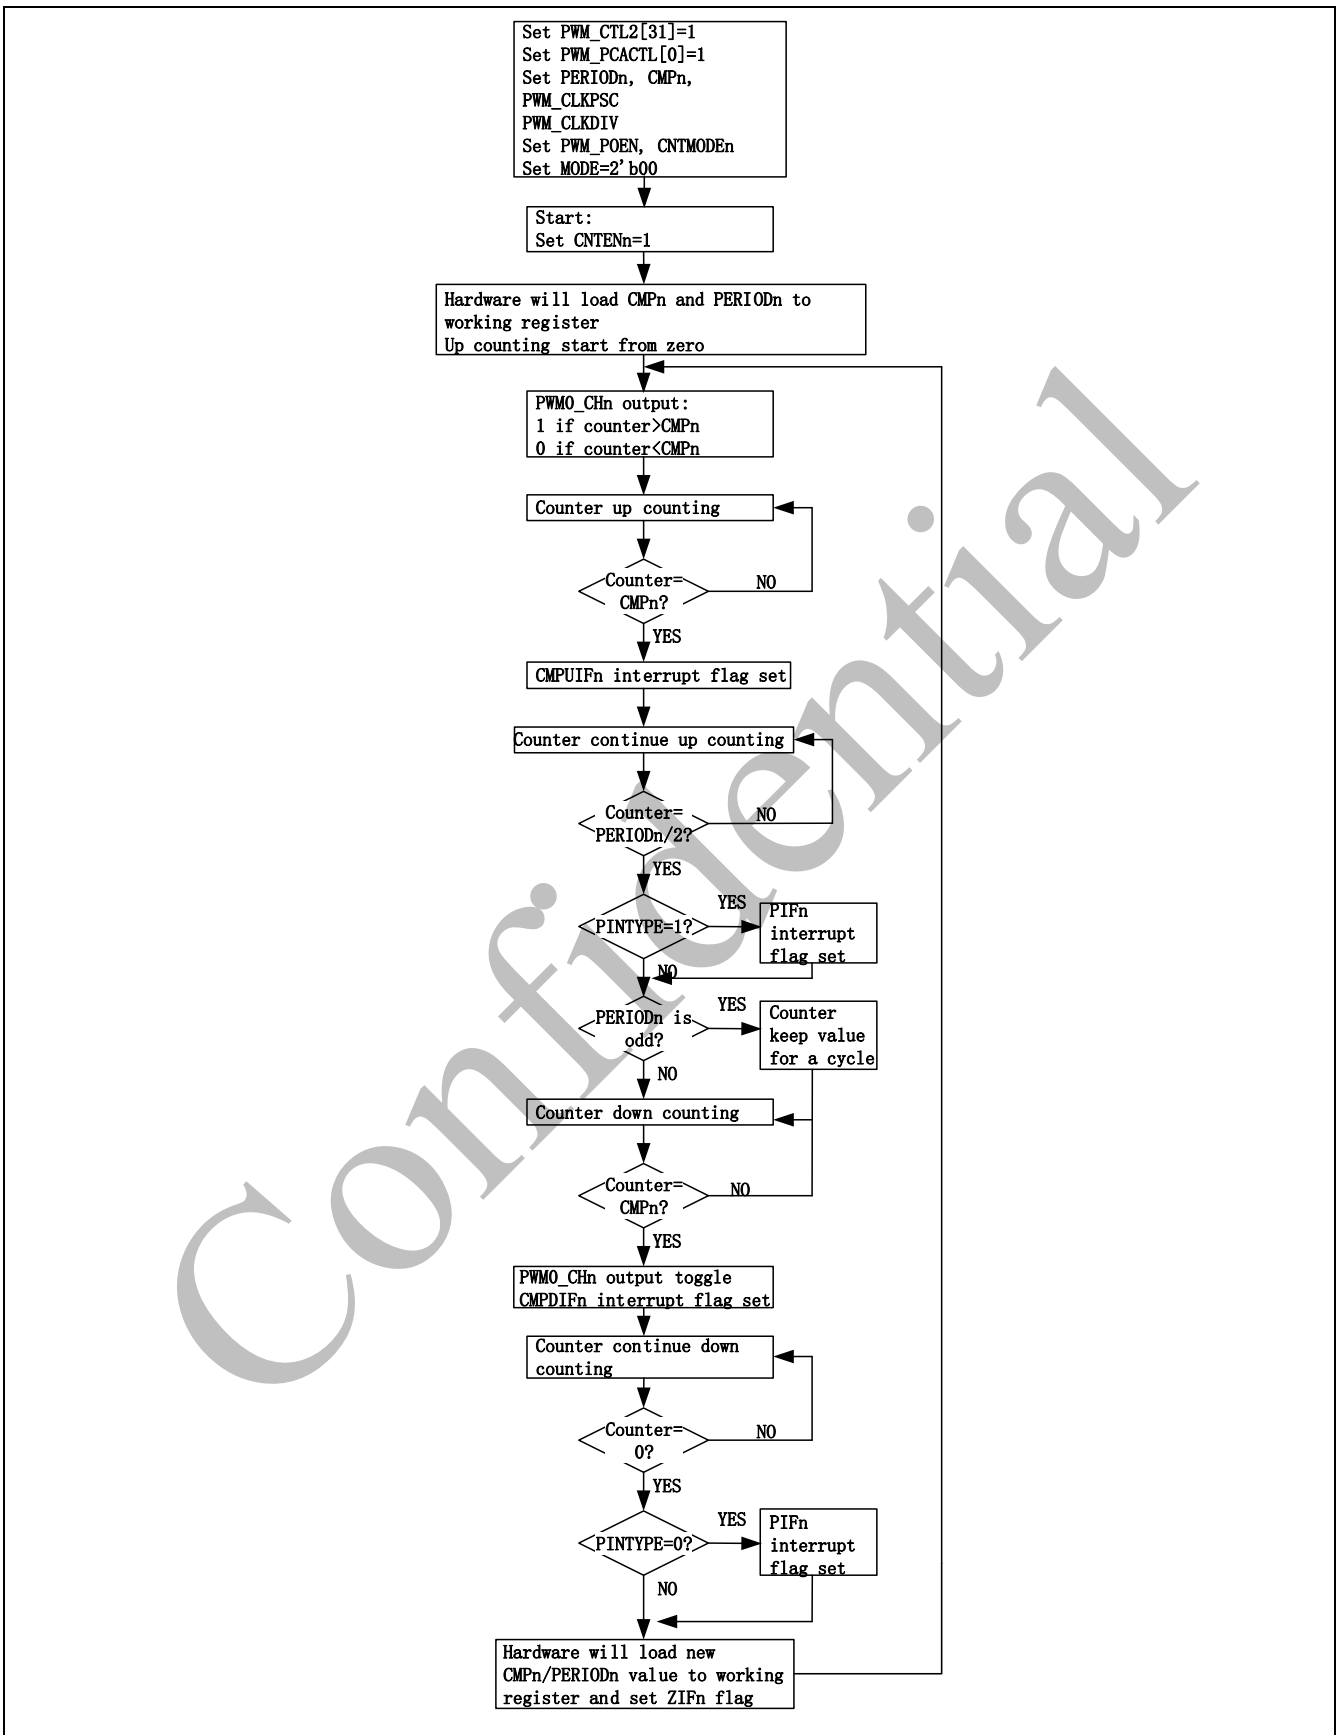 Set PWM_CTL2[31]=1
Set PWM_PCACTL[0]=1
Set PERIODn, CMPn,
PWM_CLKPSC
PWM_CLKDIV
Set PWM_POEN, CNTMODEn
Set MODE=2'b00
Start:
Set CNTENn=1
Hardware will load CMPn and PERIODn to
working register
Up counting start from zero
PWM0_CHn output:
1 if counter>CMPn
0 if counter<CMPn
Counter up counting
Counter=
CMPn?
NO
YES
CMPUIFn interrupt flag set
Counter continue up counting
Counter=
PERIODn/2?
NO
YES
PINTYPE=1?
YES
PIFn
interrupt
flag set
NO
PERIODn is
odd?
YES
Counter
keep value
for a cycle
NO
Counter down counting
Counter=
CMPn?
NO
YES
PWM0_CHn output toggle
CMPDIFn interrupt flag set
Counter continue down
counting
Counter=
0?
NO
YES
PINTYPE=0?
YES
PIFn
interrupt
flag set
NO
Hardware will load new
CMPn/PERIODn value to working
register and set ZIFn flag
Confidential